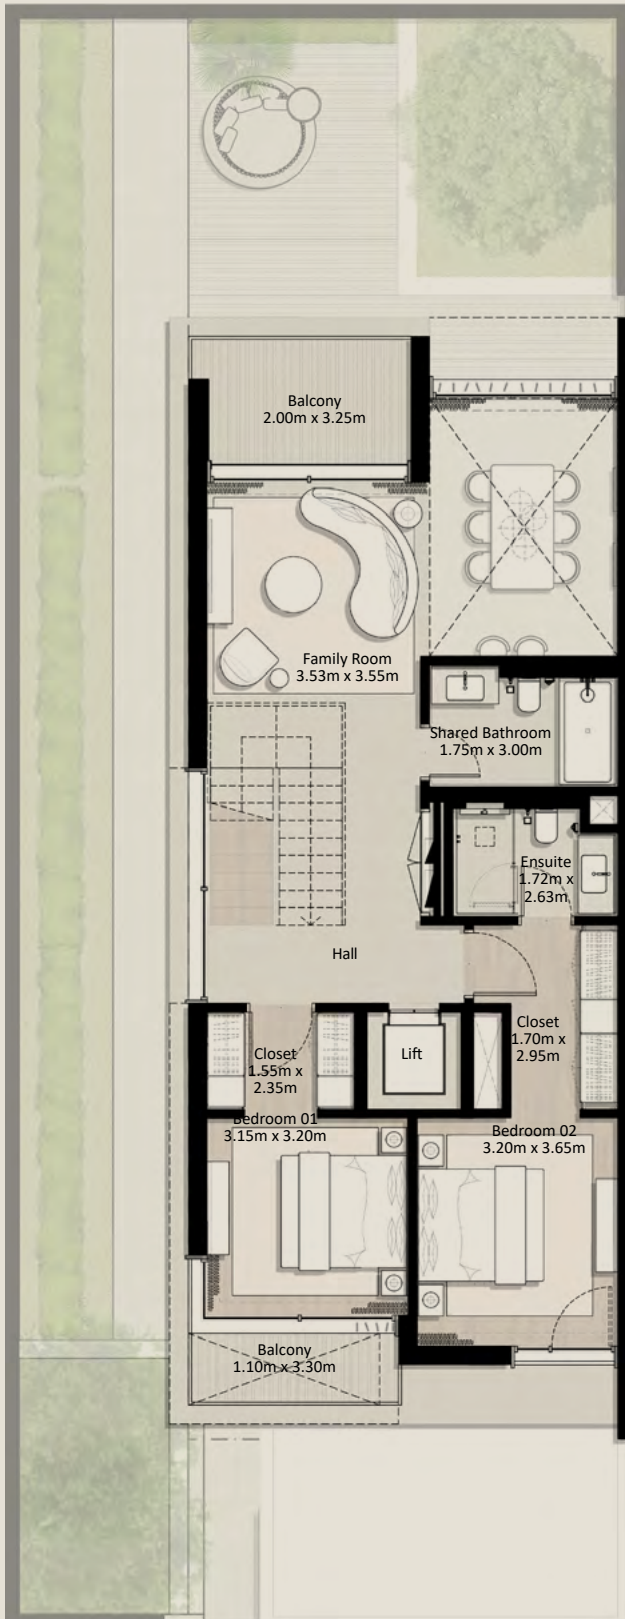 Balcony
2.00m x 3.25m
Family Room
3.53m x 3.55m
Shared Bathroom
1.75m x 3.00m
Ensuite
1.72m x
2.63m
Hall
Closet
1.70m x
2.95m
Closet
1.55m x
2.35m
Lift
Bedroom 01
3.15m x 3.20m
Bedroom 02
3.20m x 3.65m
Balcony
1.10m x 3.30m